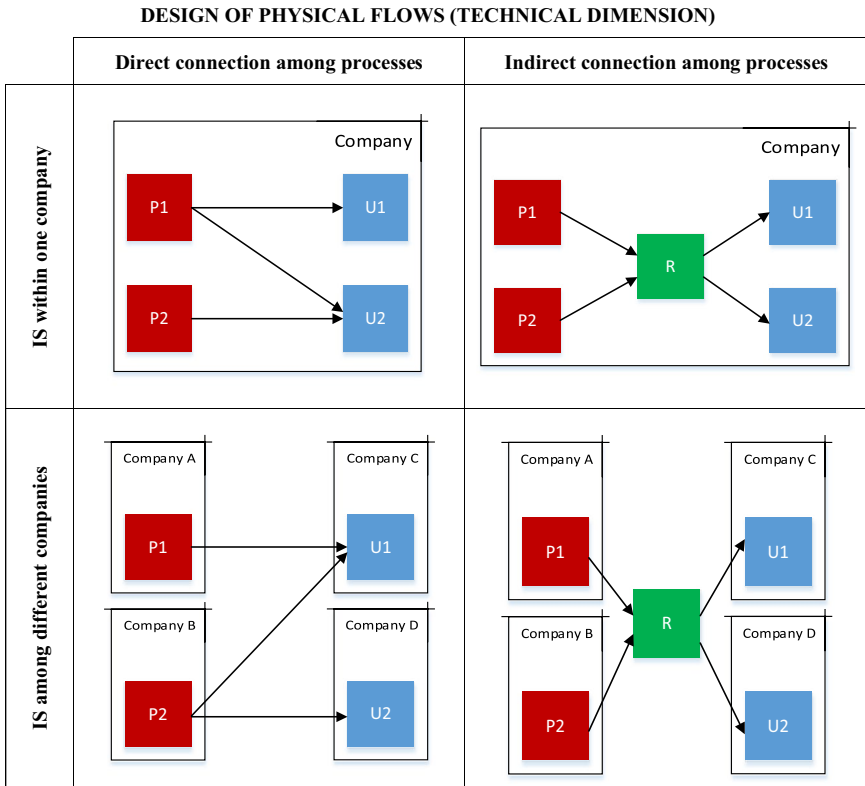 DESIGN OF PHYSICAL FLOWS (TECHNICAL DIMENSION)
Direct connection among processes
Indirect connection among processes
IS within one company
Company
P1
U1
P2
U2
Company
P1
U1
R
P2
U2
IS among different companies
Company A
Company C
P1
U1
Company B
Company D
P2
U2
Company A
Company C
P1
U1
R
Company B
Company D
P2
U2